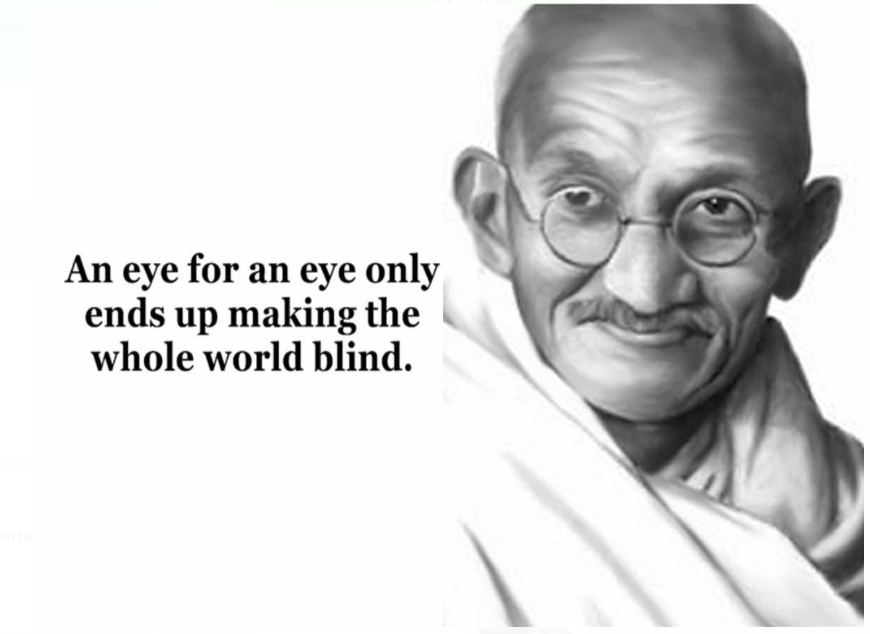 An eye for an eye only
ends up making the
whole world blind.